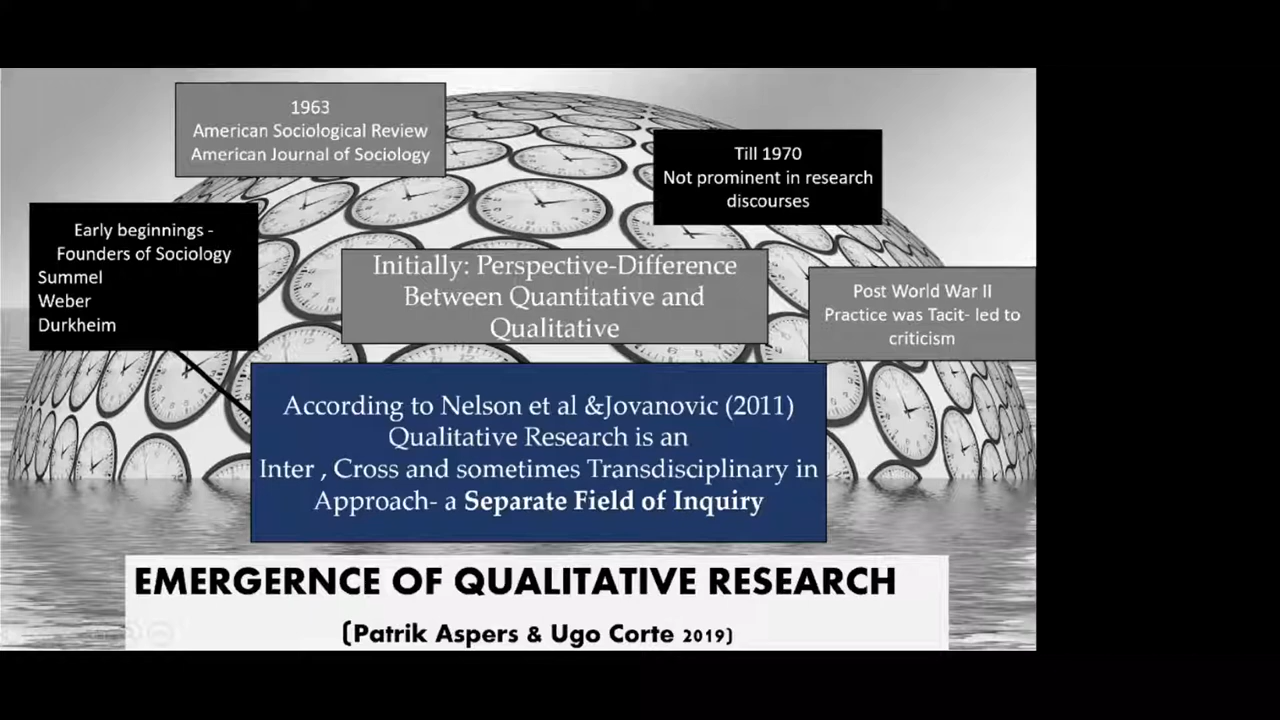 1963
American Sociological Review
American Journal of Sociology
Till 1970
Not prominent in research
discourses
Early beginnings -
Founders of Sociology
Summel
Weber
Durkheim
Initially: Perspective-Difference
Between Quantitative and
Qualitative
Post World War II
Practice was Tacit- led to
criticism
According to Nelson et al &Jovanovic (2011)
Qualitative Research is an
Inter , Cross and sometimes Transdisciplinary in
Approach- a Separate Field of Inquiry
EMERGERNCE OF QUALITATIVE RESEARCH
(Patrik Aspers & Ugo Corte 2019)